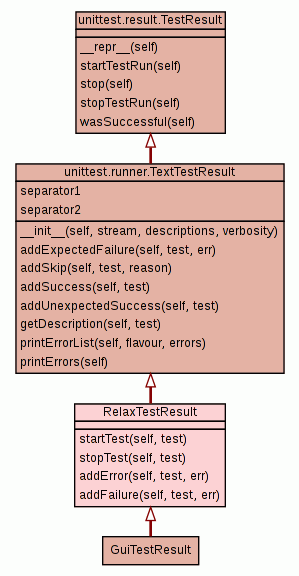 unittest.result.TestResult
__repr__(self)
startTestRun(self)
stop(self)
stopTestRun(self)
wasSuccessful(self)
unittest.runner.TextTestResult
separator1
separator2
__init__(self, stream, descriptions, verbosity)
addExpectedFailure(self, test, err)
addSkip(self, test, reason)
addSuccess(self, test)
addUnexpectedSuccess(self, test)
getDescription(self, test)
printErrorList(self, flavour, errors)
printErrors(self)
RelaxTestResult
startTest(self, test)
stopTest(self, test)
addError(self, test, err)
addFailure(self, test, err)
GuiTestResult